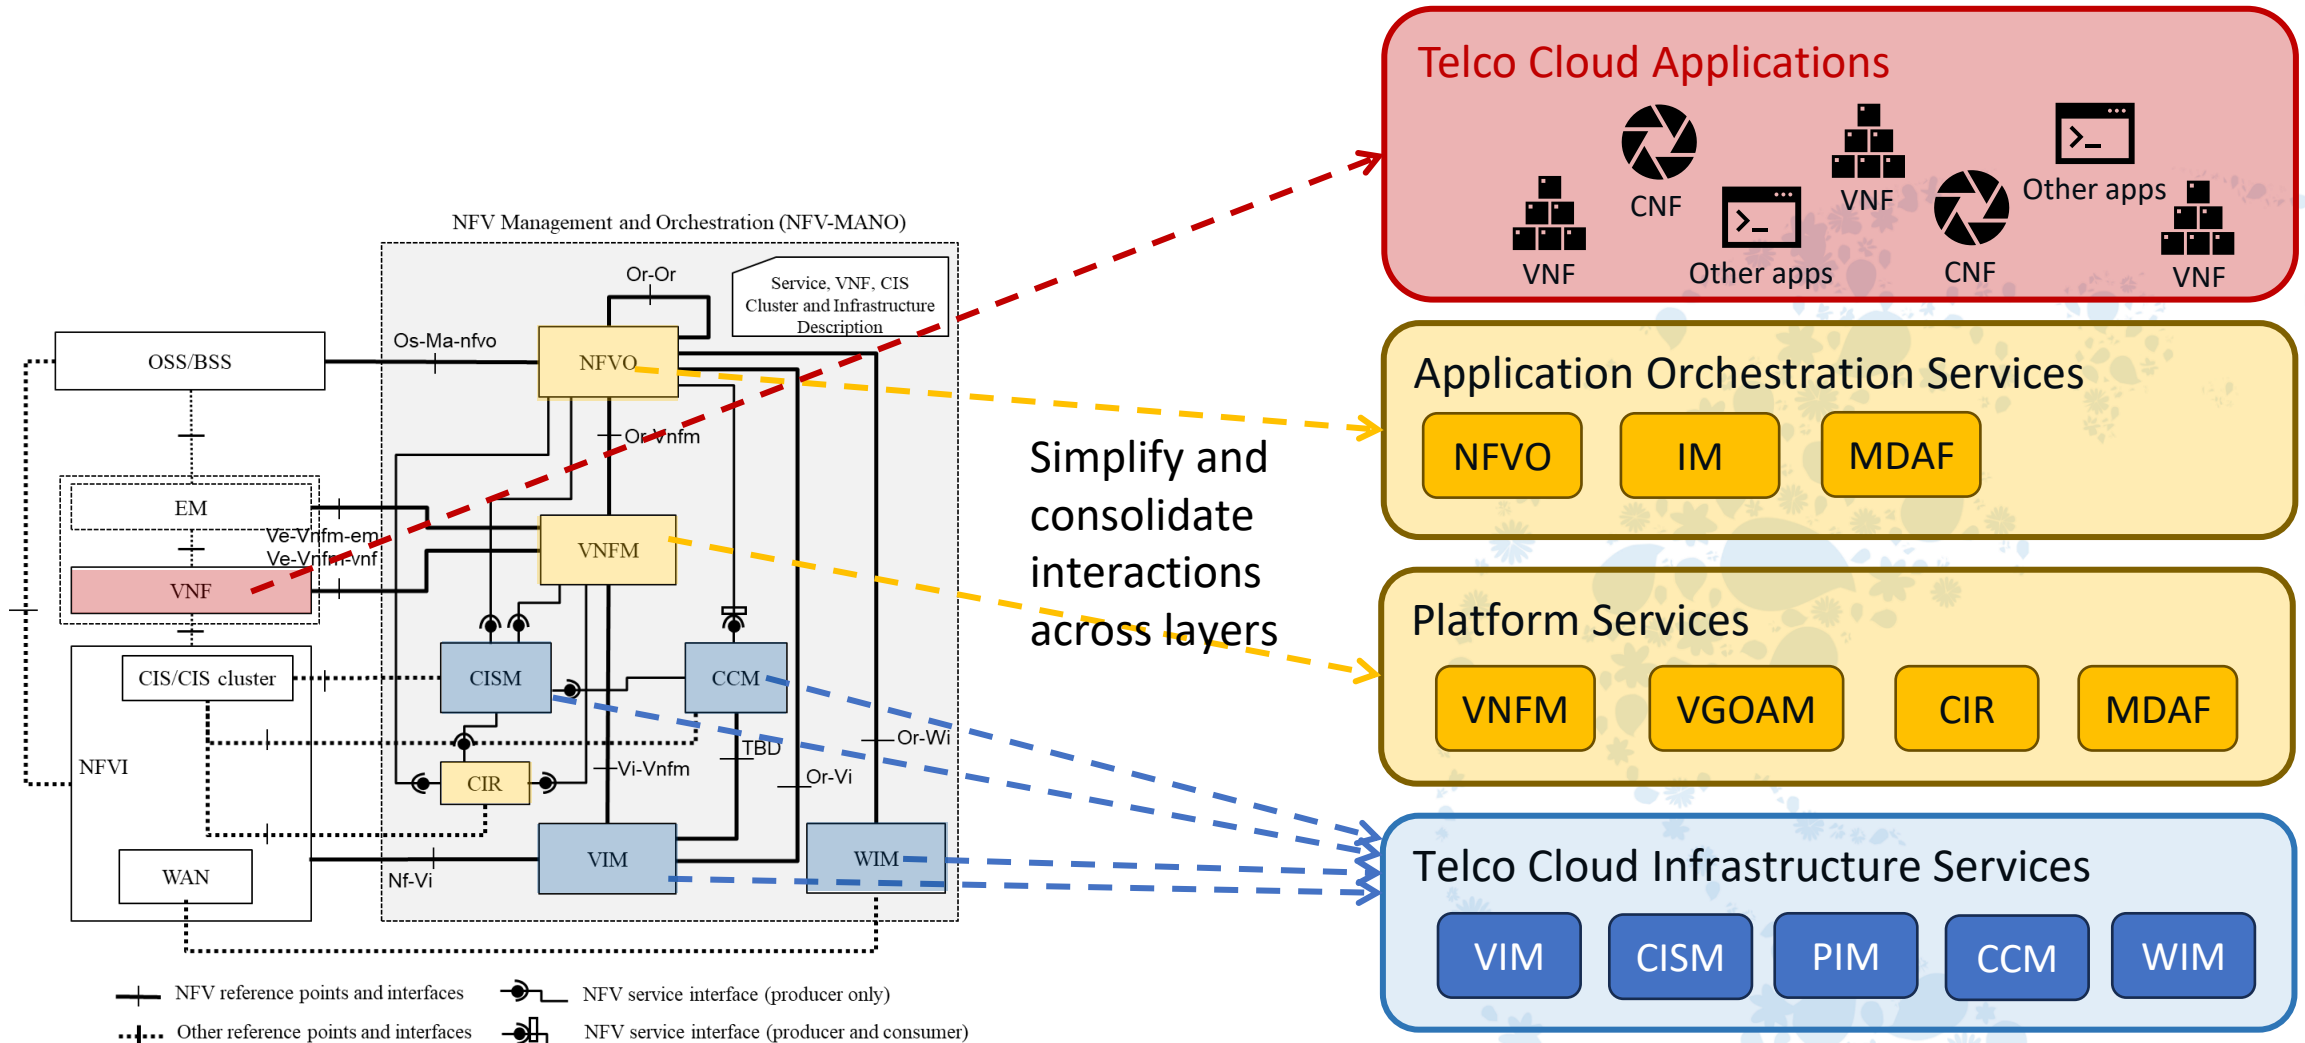 NFV Management and Orchestration (NFV-MANO)
Or-Or
Service, VNF, CIS
Cluster and Infrastructure
Description
OSS/BSS
Os-Ma-nfvo
NFVO
Or-Vnfm
EM
Ve-Vnfm-em
Ve-Vnfm-vnf
VNF
VNFM
CIS/CIS cluster
CISM
CCM
NFVI
TBD
Or-Wi
Vi-Vnfm
Or-Vi
CIR
WAN
Nf-Vi
VIM
WIM
NFV reference points and interfaces
NFV service interface (producer only)
Other reference points and interfaces
NFV service interface (producer and consumer)
Simplify and
consolidate
interactions
across layers
Telco Cloud Applications
VNF
CNF
Other apps
VNF
CNF
Other apps
VNF
Application Orchestration Services
NFVO
IM
MDAF
Platform Services
VNFM
VGOAM
CIR
MDAF
Telco Cloud Infrastructure Services
VIM
CISM
PIM
CCM
WIM